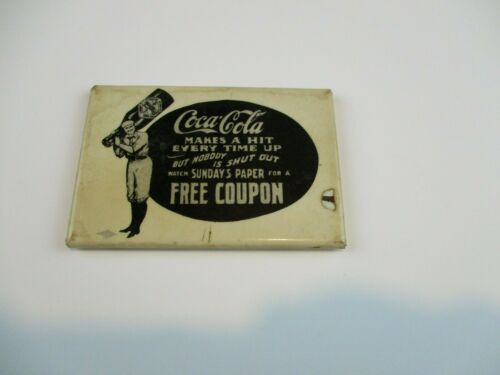 Coca-Cola
MAKES A HIT
EVERY TIME UP
BUT NOBODY
IS SHUT OUT
WATCH SUNDAY'S PAPER FOR A
FREE COUPON